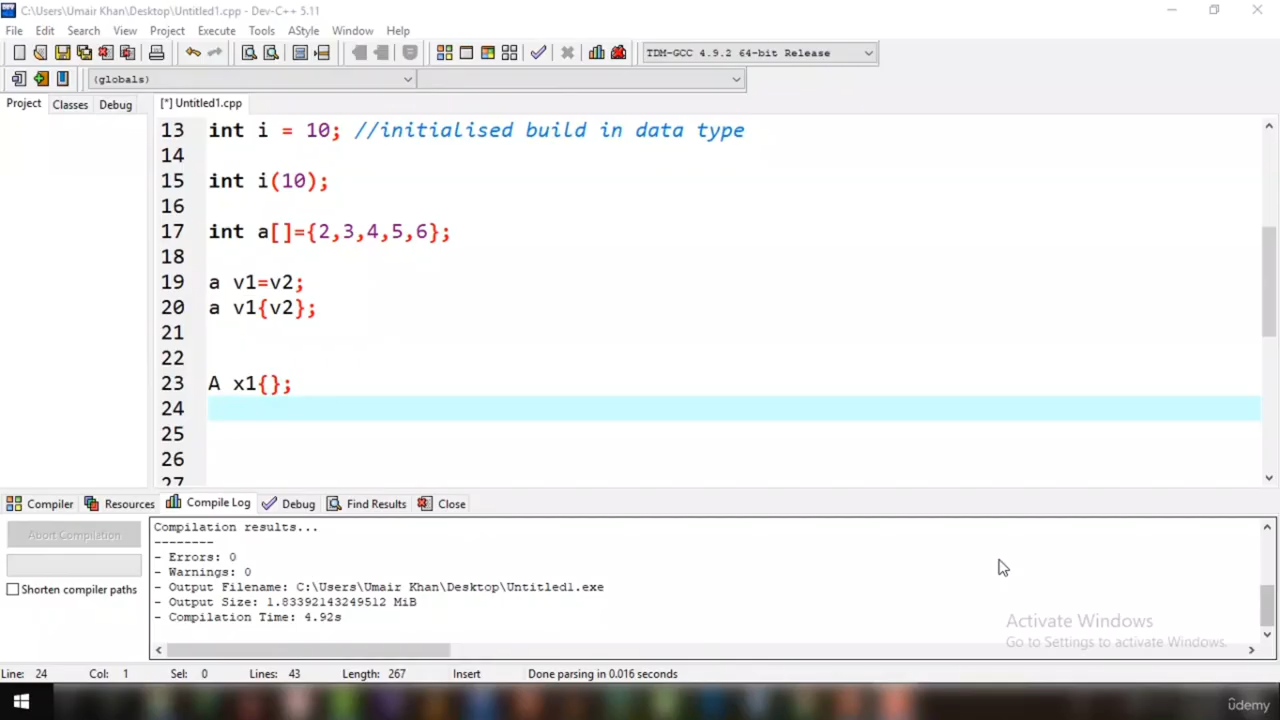 C:\Users\Umair Khan\Desktop\Untitled1.cpp - Dev-C++ 5.11
File Edit Search View Project Execute Tools AStyle Window Help
TDM-GCC 4.9.2 64-bit Release
(globals)
Project Classes Debug [*] Untitled1.cpp
13 int i = 10; //initialised build in data type
14
15 int i(10);
16
17 int a[]={2,3,4,5,6};
18
19 a v1=v2;
20 a v1{v2};
21
22
23 A x1{};
24
25
26
27
Compiler Resources Compile Log Debug Find Results Close
Abort Compilation
Shorten compiler paths
Compilation results...
--------
- Errors: 0
- Warnings: 0
- Output Filename: C:\Users\Umair Khan\Desktop\Untitled1.exe
- Output Size: 1.83392143249512 MiB
- Compilation Time: 4.92s
Activate Windows
Go to Settings to activate Windows.
Line: 24 Col: 1 Sel: 0 Lines: 43 Length: 267 Insert Done parsing in 0.016 seconds
ûdemy